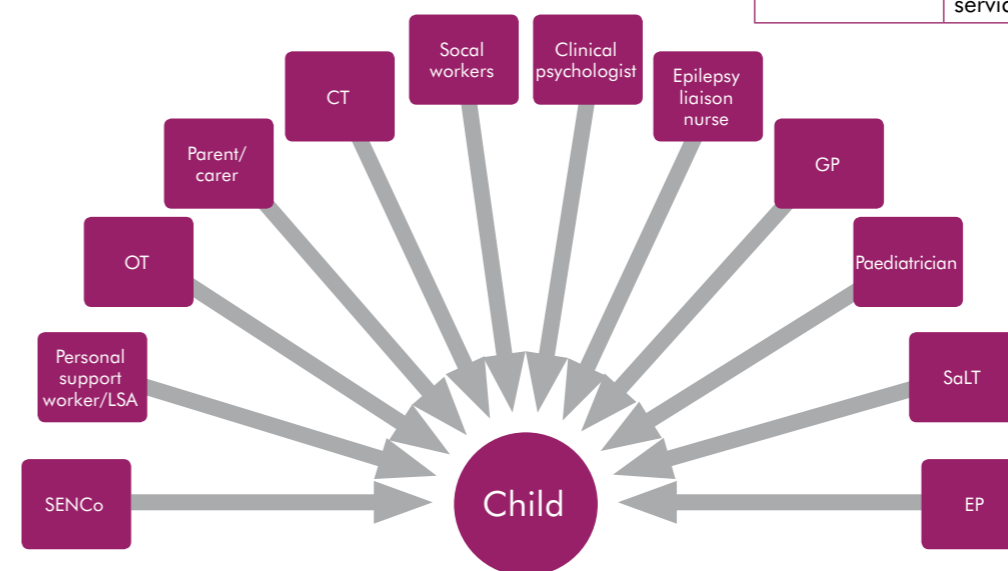 servic
Socal
workers
Clinical
psychologist
Epilepsy
liaison
nurse
CT
GP
Parent/
carer
OT
Paediatrician
Personal
support
worker/LSA
SaLT
SENCo
Child
EP